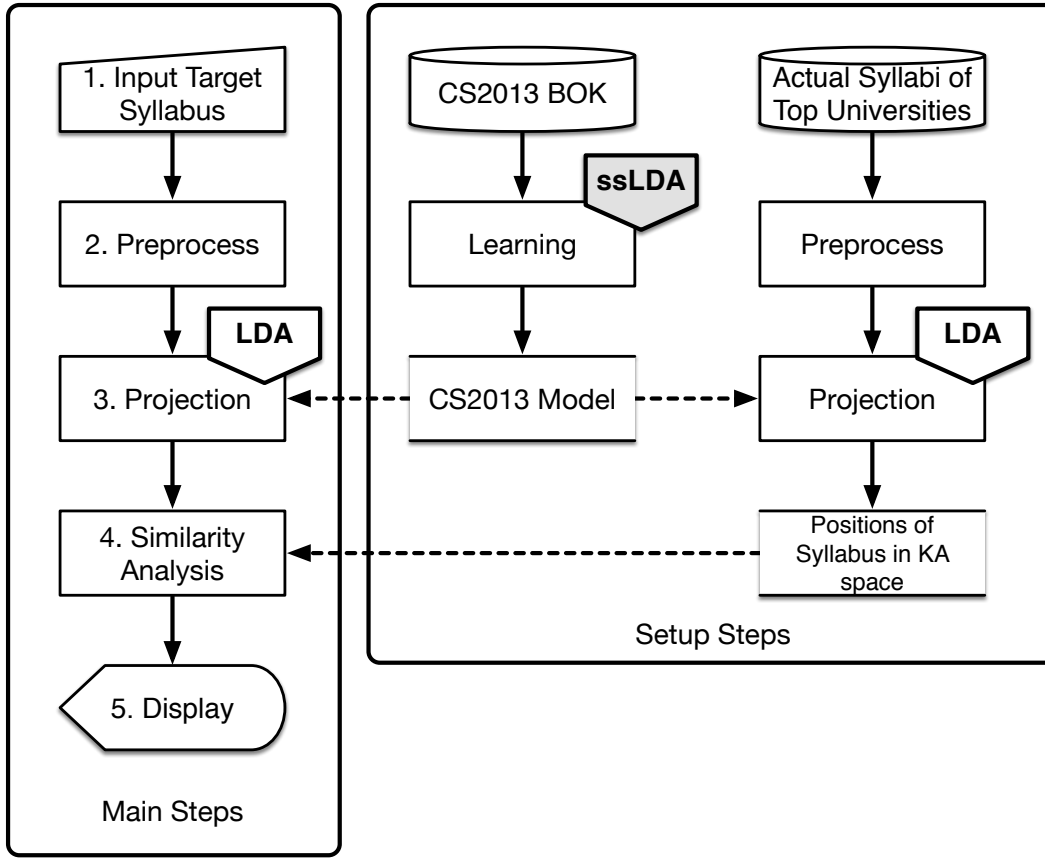 1. Input Target
Syllabus
2. Preprocess
LDA
3. Projection
4. Similarity
Analysis
5. Display
Main Steps
CS2013 BOK
ssLDA
Learning
CS2013 Model
Actual Syllabi of
Top Universities
Preprocess
LDA
Projection
Positions of
Syllabus in KA
space
Setup Steps